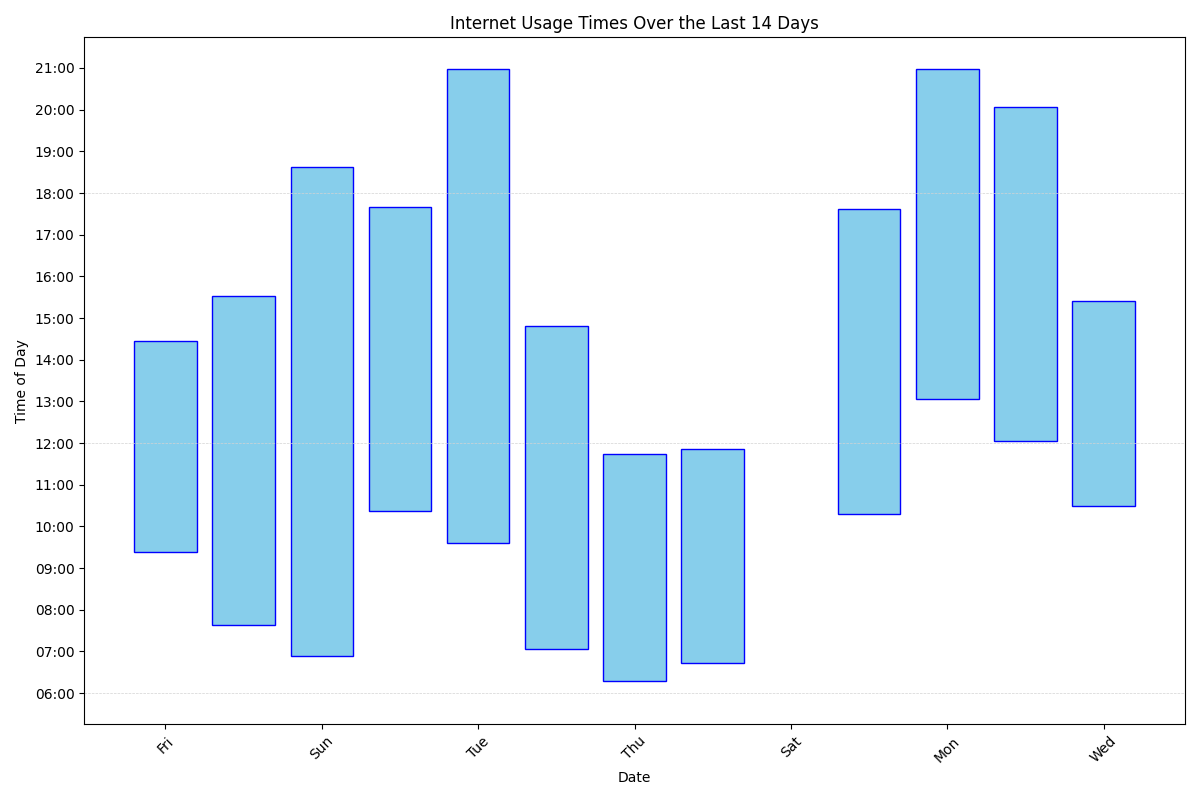 Internet Usage Times Over the Last 14 Days
21:00
20:00
19:00
18:00
17:00
16:00
15:00
14:00
13:00
12:00
11:00
10:00
09:00
08:00
07:00
06:00
Time of Day
Fri
Sun
Tue
Thu
Sat
Mon
Wed
Date